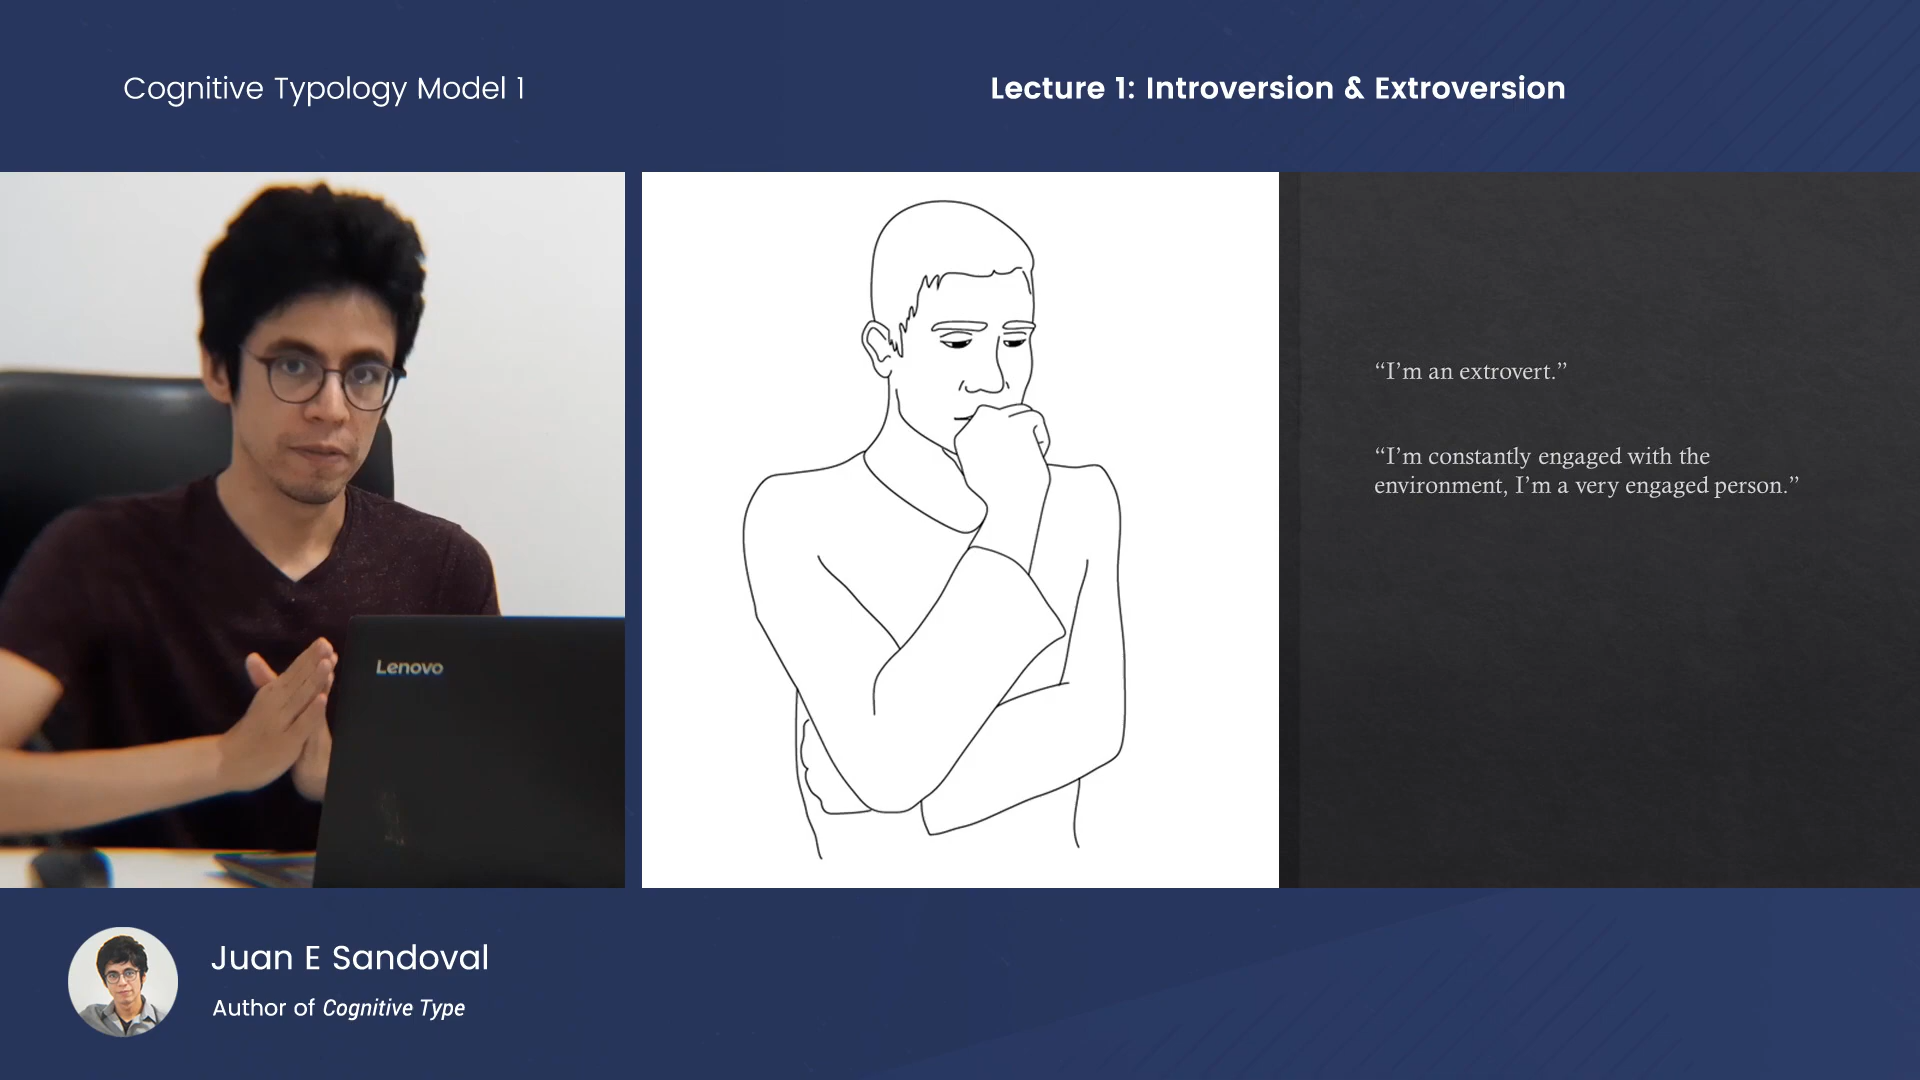 Cognitive Typology Model 1
Lecture 1: Introversion & Extroversion
Lenovo
“I’m an extrovert.”
“I’m constantly engaged with the
environment, I’m a very engaged person.”
Juan E Sandoval
Author of Cognitive Type